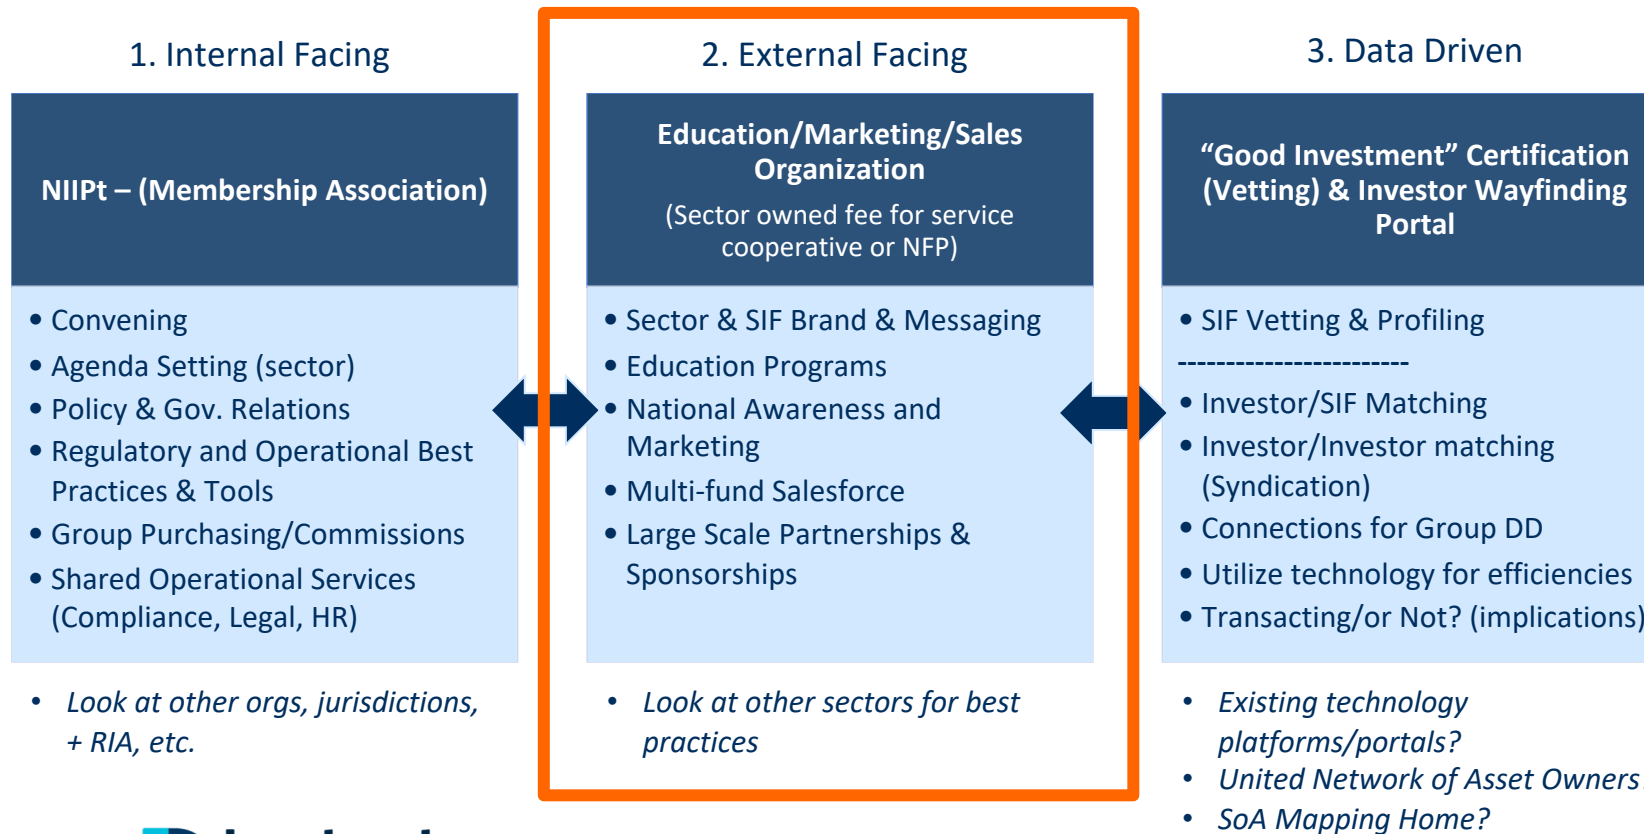 1. Internal Facing
NIIPt – (Membership Association)
• Convening
• Agenda Setting (sector)
• Policy & Gov. Relations
• Regulatory and Operational Best
Practices & Tools
• Group Purchasing/Commissions
• Shared Operational Services
(Compliance, Legal, HR)
• Look at other orgs, jurisdictions,
+ RIA, etc.
2. External Facing
Education/Marketing/Sales
Organization
(Sector owned fee for service
cooperative or NFP)
• Sector & SIF Brand & Messaging
• Education Programs
• National Awareness and
Marketing
• Multi-fund Salesforce
• Large Scale Partnerships &
Sponsorships
• Look at other sectors for best
practices
3. Data Driven
“Good Investment” Certification
(Vetting) & Investor Wayfinding
Portal
• SIF Vetting & Profiling
------------------------
• Investor/SIF Matching
• Investor/Investor matching
(Syndication)
• Connections for Group DD
• Utilize technology for efficiencies
• Transacting/or Not? (implications)
• Existing technology
platforms/portals?
• United Network of Asset Owners
• SoA Mapping Home?